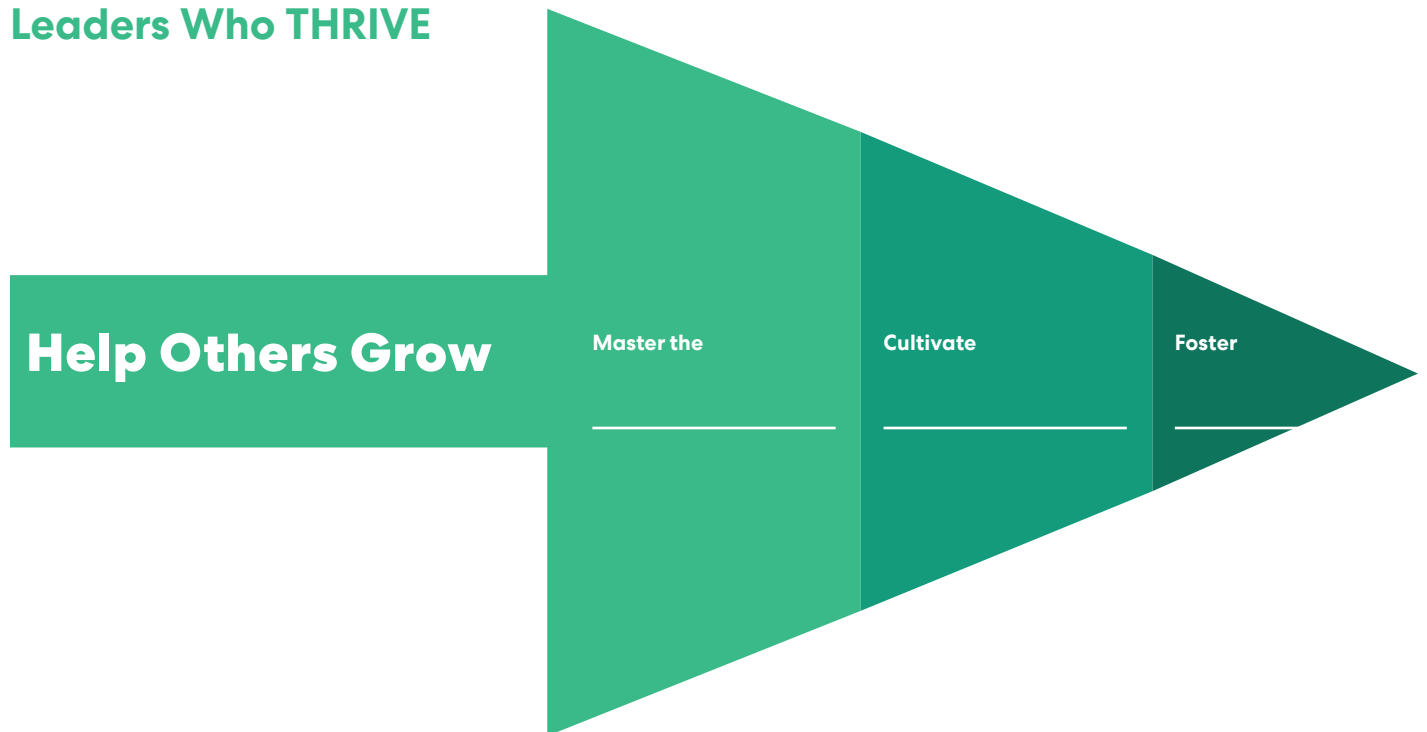 Leaders Who THRIVE
Help Others Grow
Master the
Cultivate
Foster